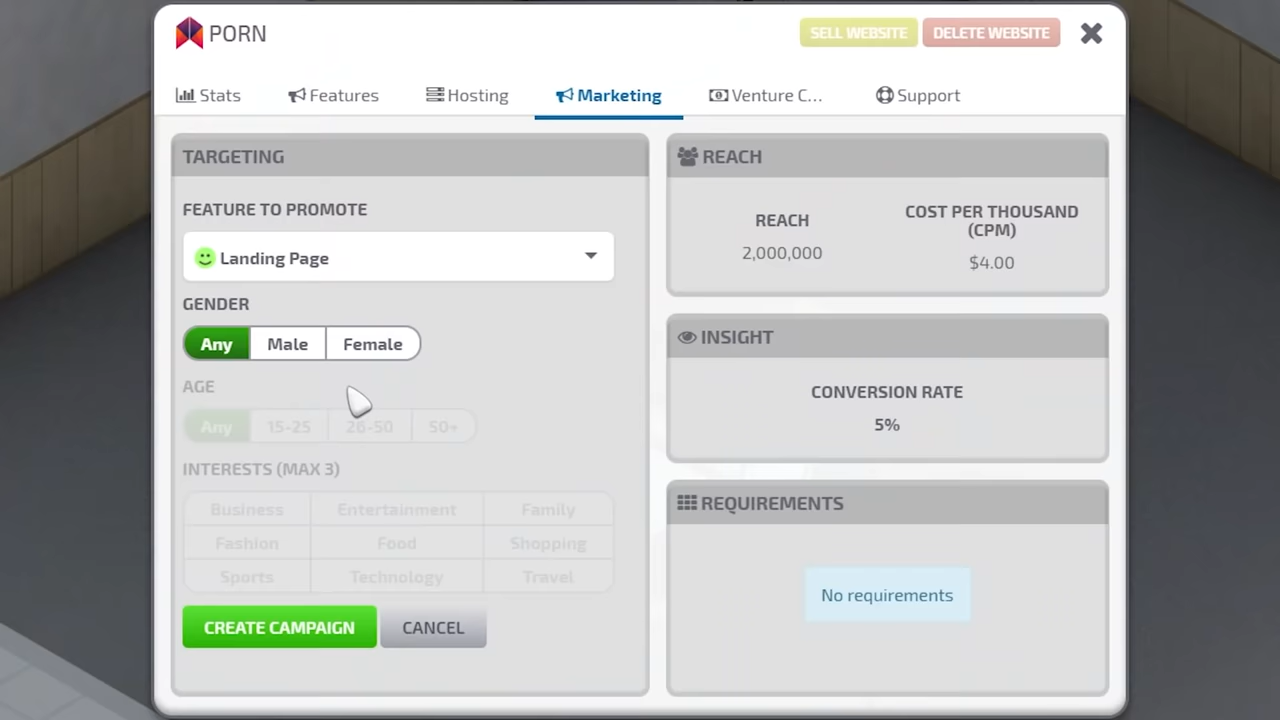 PORN
SELL WEBSITE
DELETE WEBSITE
Stats
Features
Hosting
Marketing
Venture C...
Support
TARGETING
FEATURE TO PROMOTE
Landing Page
GENDER
Any Male Female
AGE
Any 15-25 26-50 50+
INTERESTS (MAX 3)
Business Entertainment Family
Fashion Food Shopping
Sports Technology Travel
CREATE CAMPAIGN CANCEL
REACH
REACH
2,000,000
COST PER THOUSAND
(CPM)
$4.00
INSIGHT
CONVERSION RATE
5%
REQUIREMENTS
No requirements